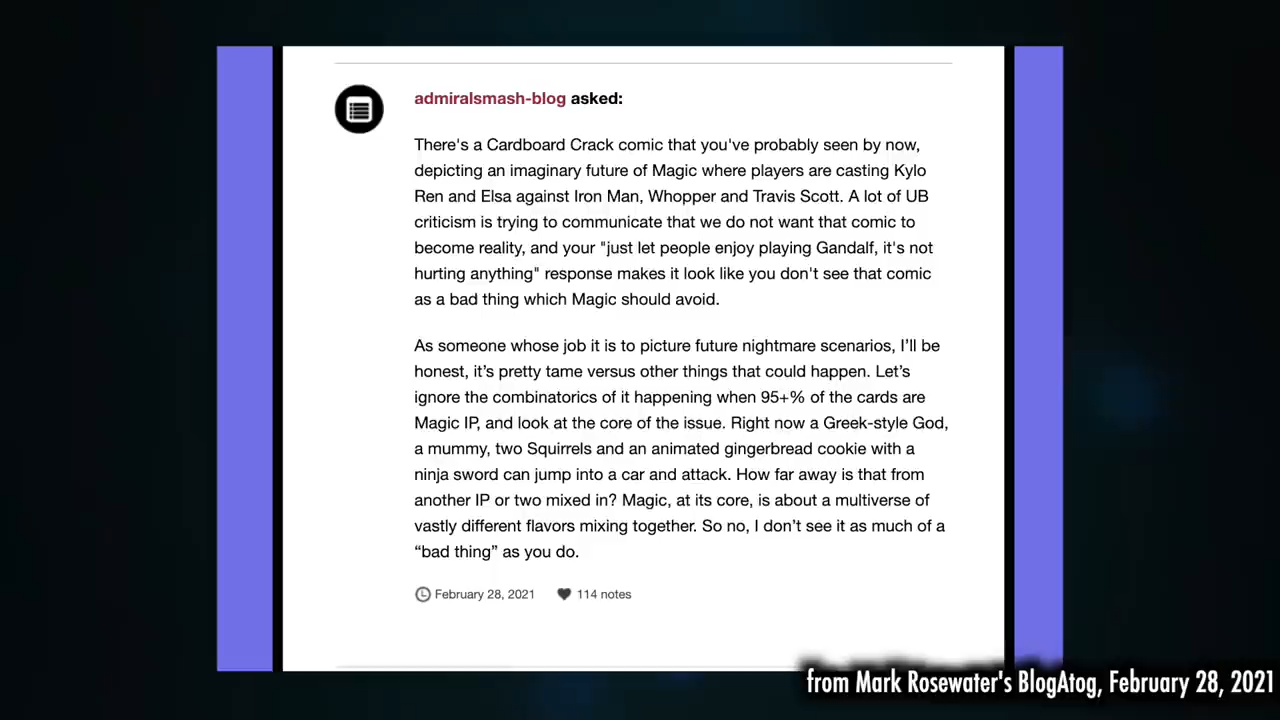 admiralsmash-blog asked:
There's a Cardboard Crack comic that you've probably seen by now,
depicting an imaginary future of Magic where players are casting Kylo
Ren and Elsa against Iron Man, Whopper and Travis Scott. A lot of UB
criticism is trying to communicate that we do not want that comic to
become reality, and your "just let people enjoy playing Gandalf, it's not
hurting anything" response makes it look like you don't see that comic
as a bad thing which Magic should avoid.
As someone whose job it is to picture future nightmare scenarios, I’ll be
honest, it’s pretty tame versus other things that could happen. Let’s
ignore the combinatorics of it happening when 95+% of the cards are
Magic IP, and look at the core of the issue. Right now a Greek-style God,
a mummy, two Squirrels and an animated gingerbread cookie with a
ninja sword can jump into a car and attack. How far away is that from
another IP or two mixed in? Magic, at its core, is about a multiverse of
vastly different flavors mixing together. So no, I don’t see it as much of a
“bad thing” as you do.
February 28, 2021 114 notes
from Mark Rosewater's BlogAtog, February 28, 2021